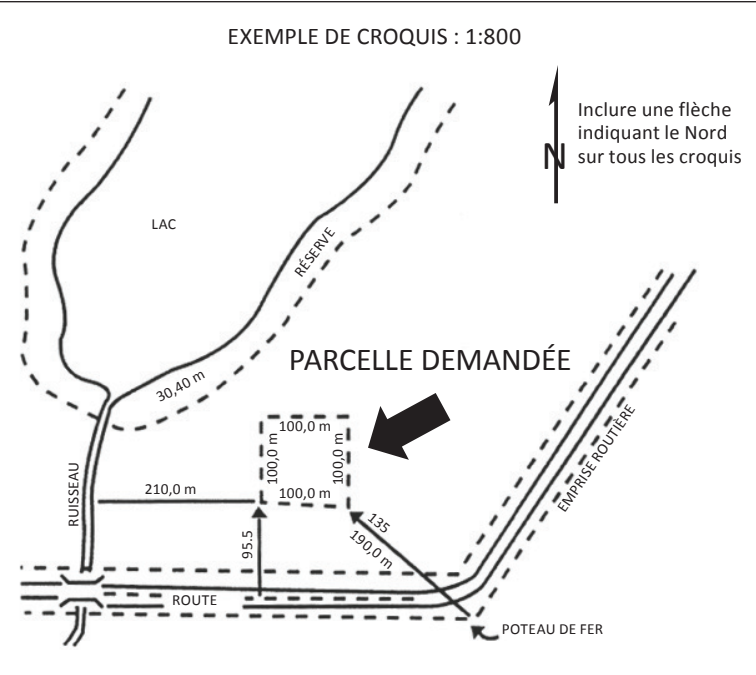 EXEMPLE DE CROQUIS : 1:800
Inclure une flèche
indiquant le Nord
sur tous les croquis
N
LAC
RÉSERVE
PARCELLE DEMANDÉE
30,40 m
100,0 m
100,0 m
100,0 m
100,0 m
EMPRISE ROUTIÈRE
RUISSEAU
210,0 m
135
190,0 m
95.5
ROUTE
POTEAU DE FER